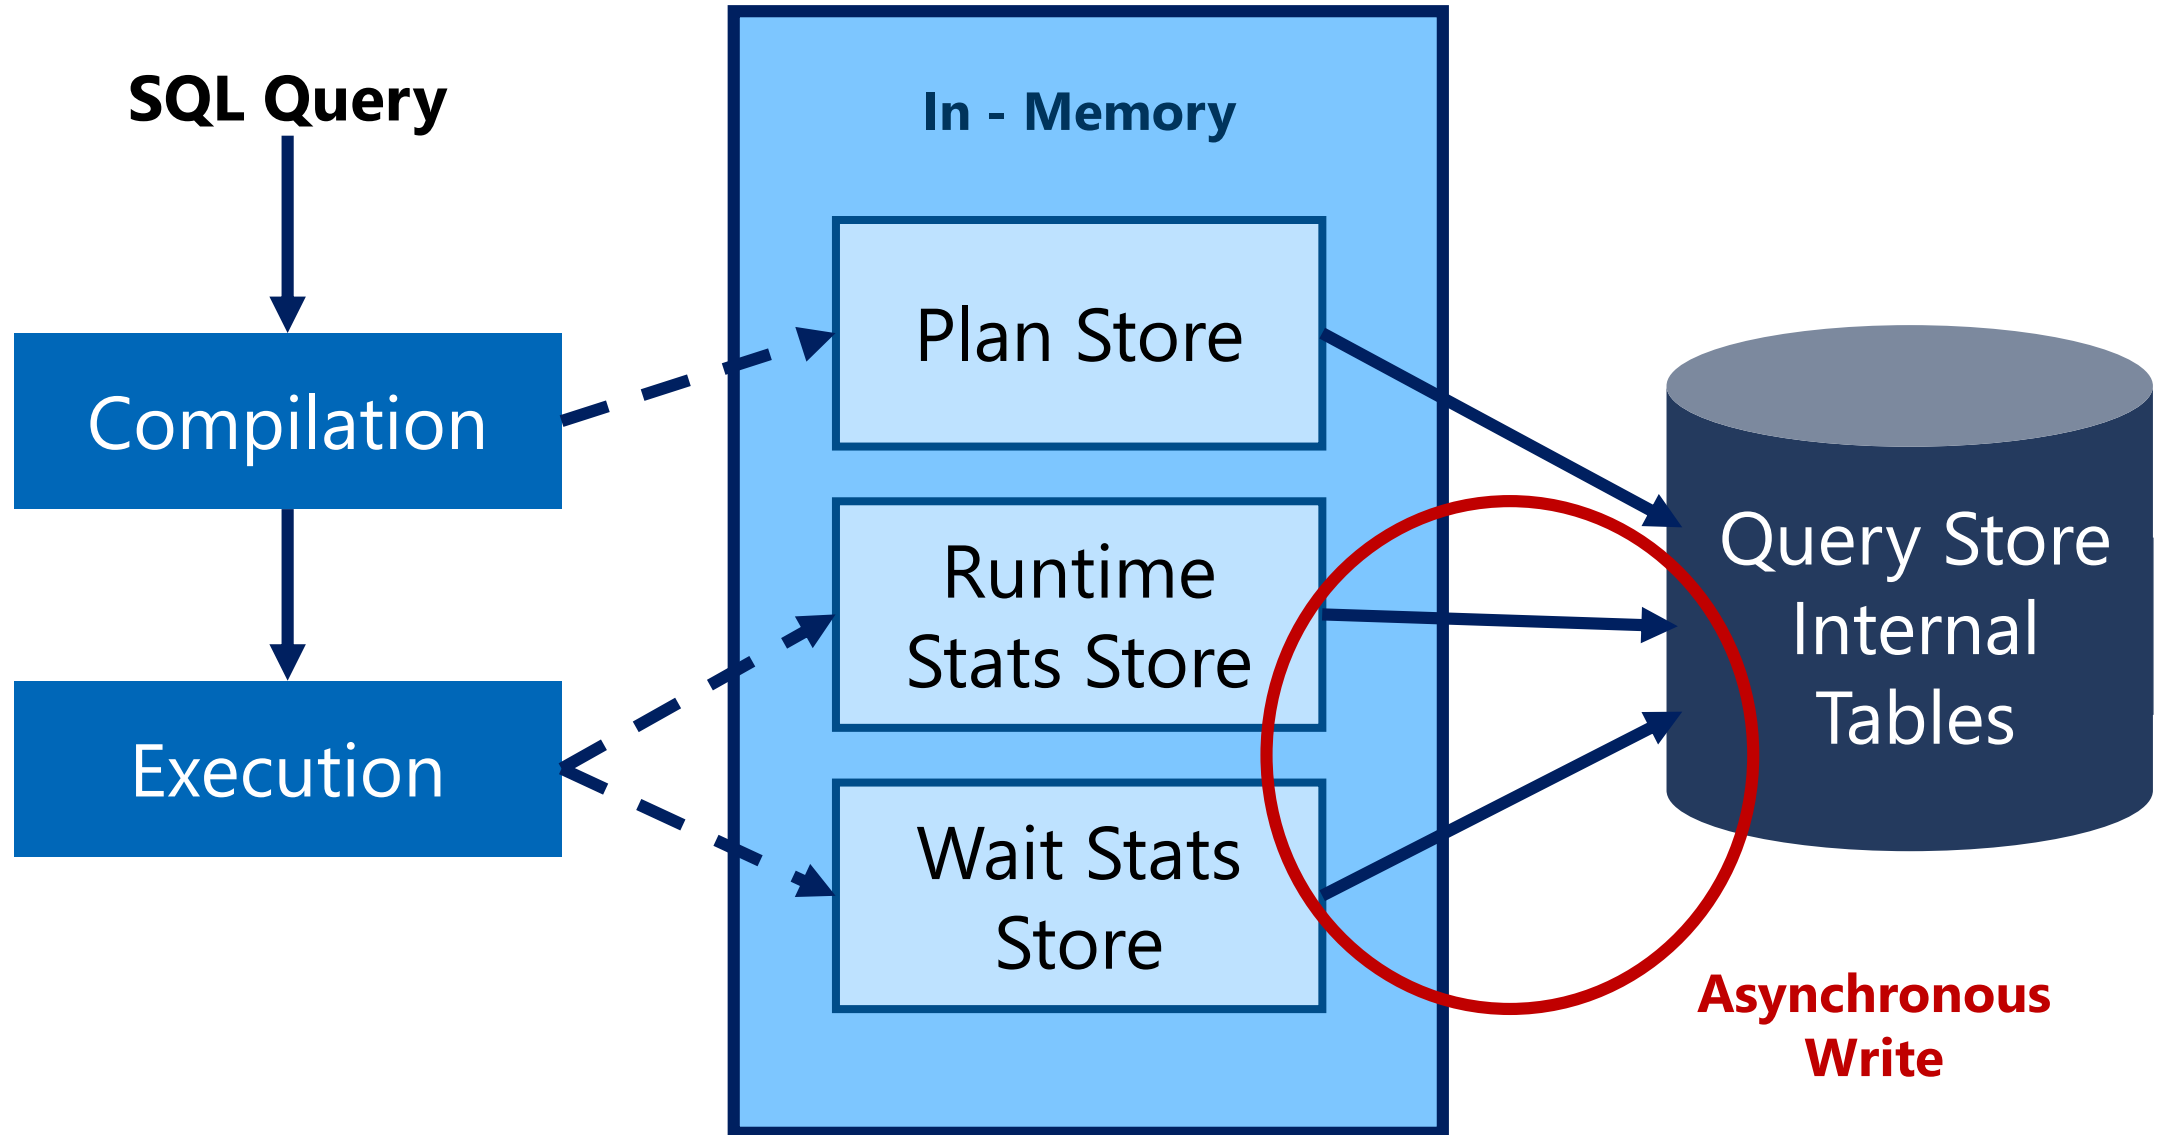 SQL Query
Compilation
Execution
In - Memory
Plan Store
Runtime
Stats Store
Wait Stats
Store
Query Store
Internal
Tables
Asynchronous
Write